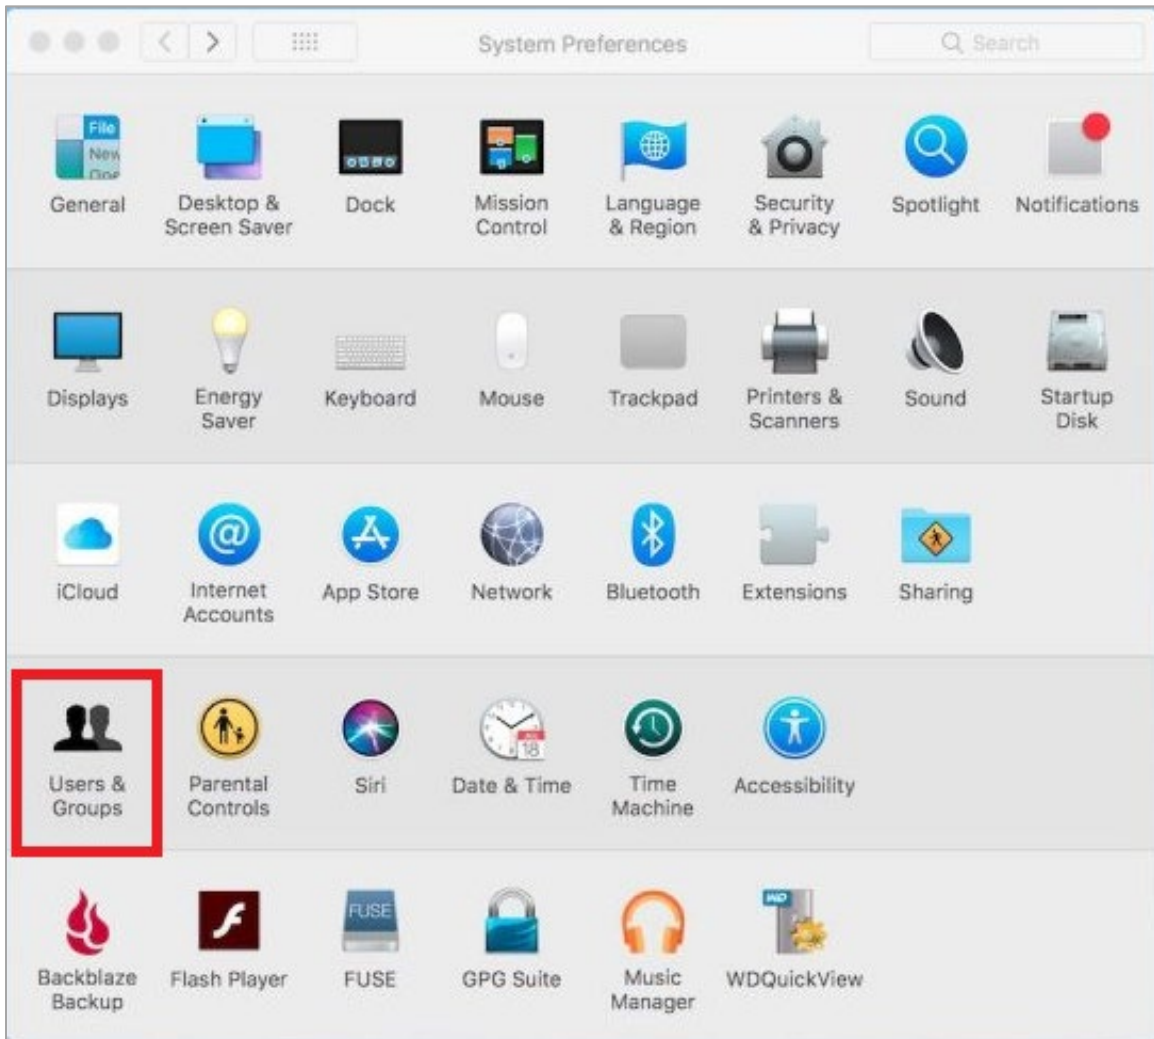 System Preferences
Search
File
New
Ope
General
Desktop &
Screen Saver
Dock
Mission
Control
Language
& Region
Security
& Privacy
Spotlight
Notifications
Displays
Energy
Saver
Keyboard
Mouse
Trackpad
Printers &
Scanners
Sound
Startup
Disk
iCloud
@
Internet
Accounts
App Store
Network
Bluetooth
Extensions
Sharing
Users &
Groups
Parental
Controls
Siri
JUL
18
Date & Time
Time
Machine
Accessibility
Backblaze
Backup
Flash Player
FUSE
FUSE
GPG Suite
Music
Manager
WD
WDQuickView